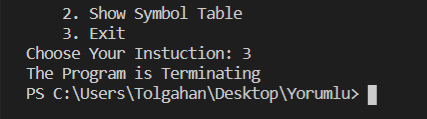 2. Show Symbol Table
3. Exit
Choose Your Instuction: 3
The Program is Terminating
PS C:\Users\Tolgahan\Desktop\Yorumlu>